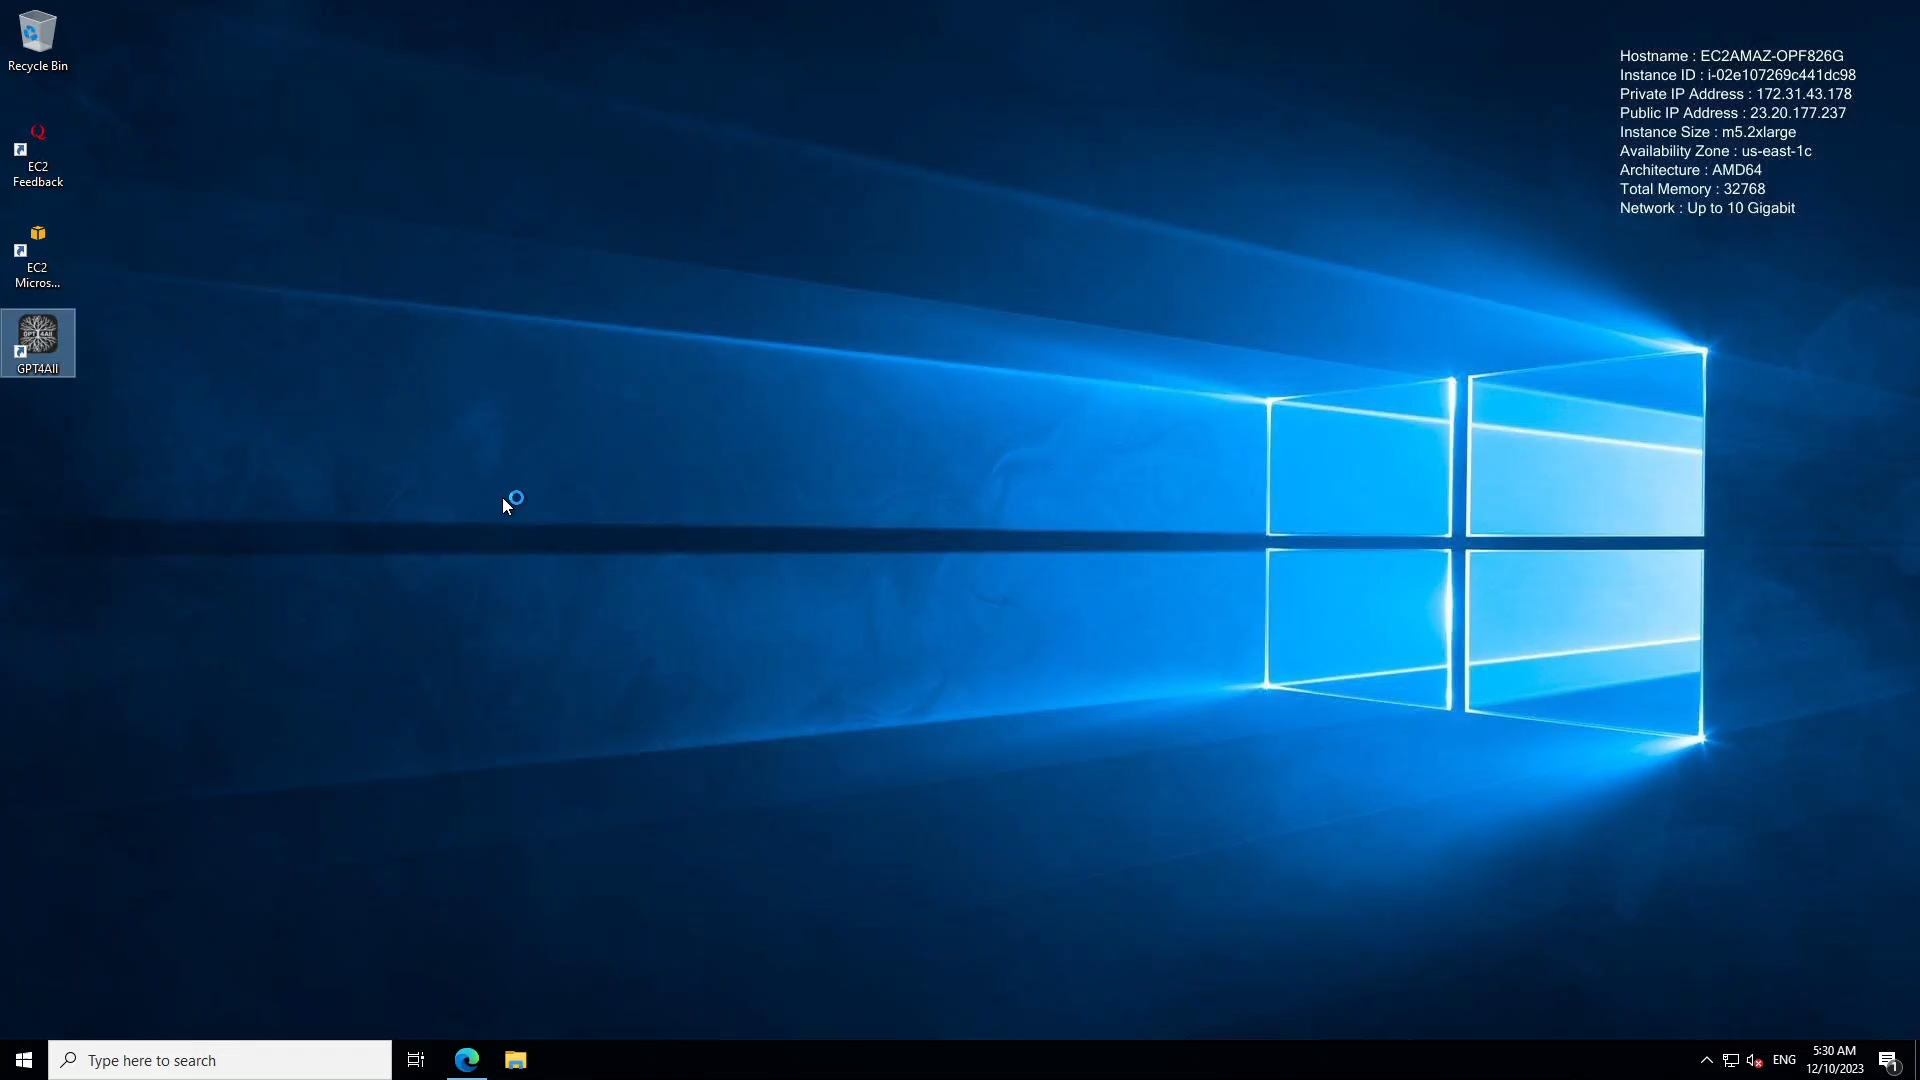 Recycle Bin
EC2
Feedback
EC2
Micros...
GPT4All
GPT4All
Hostname : EC2AMAZ-OPF826G
Instance ID : i-02e107269c441dc98
Private IP Address : 172.31.43.178
Public IP Address : 23.20.177.237
Instance Size : m5.2xlarge
Availability Zone : us-east-1c
Architecture : AMD64
Total Memory : 32768
Network : Up to 10 Gigabit
Type here to search
ENG
5:30 AM
12/10/2023
1